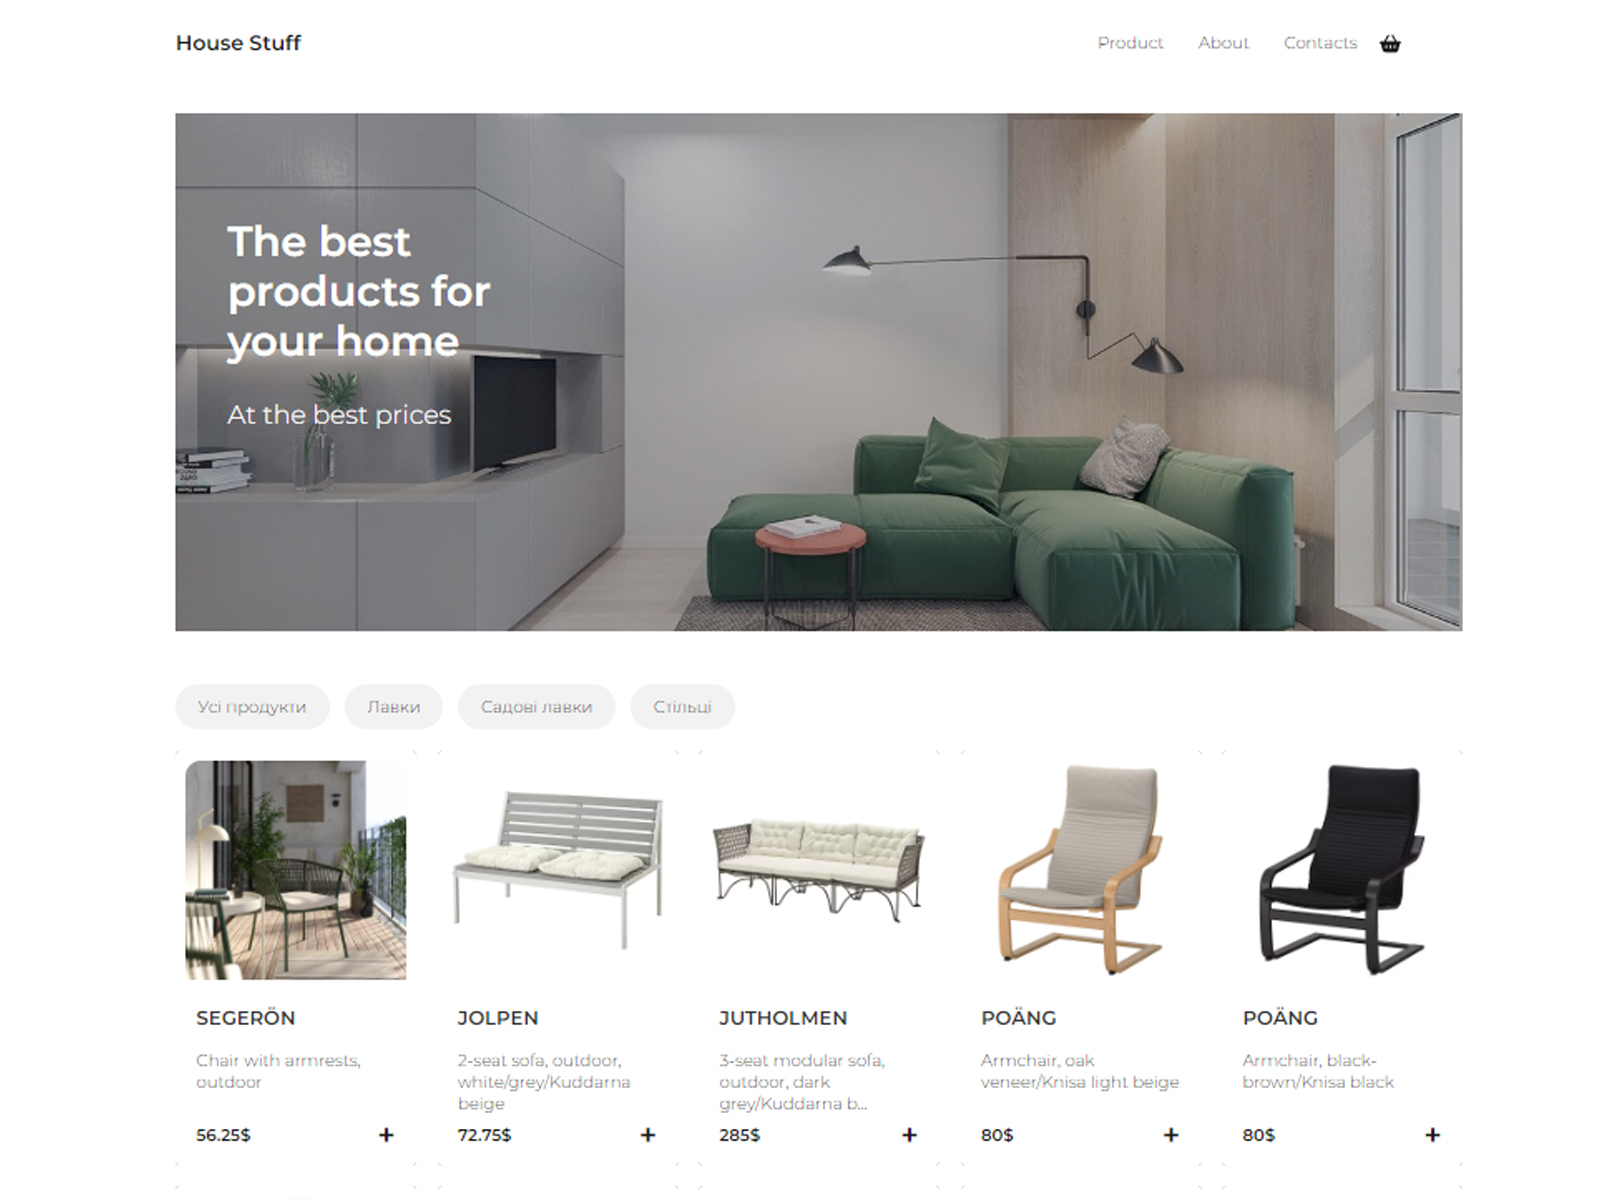 House Stuff
Product
About
Contacts
The best
products for
your home
At the best prices
Усі продукти
Лавки
Садові лавки
Стільці
SEGERÖN
Chair with armrests,
outdoor
56.25$
+
JOLPEN
2-seat sofa, outdoor,
white/grey/Kuddarna
beige
72.75$
+
JUTHOLMEN
3-seat modular sofa,
outdoor, dark
grey/Kuddarna b...
285$
+
POÄNG
Armchair, oak
veneer/Knisa light beige
80$
+
POÄNG
Armchair, black-
brown/Knisa black
80$
+